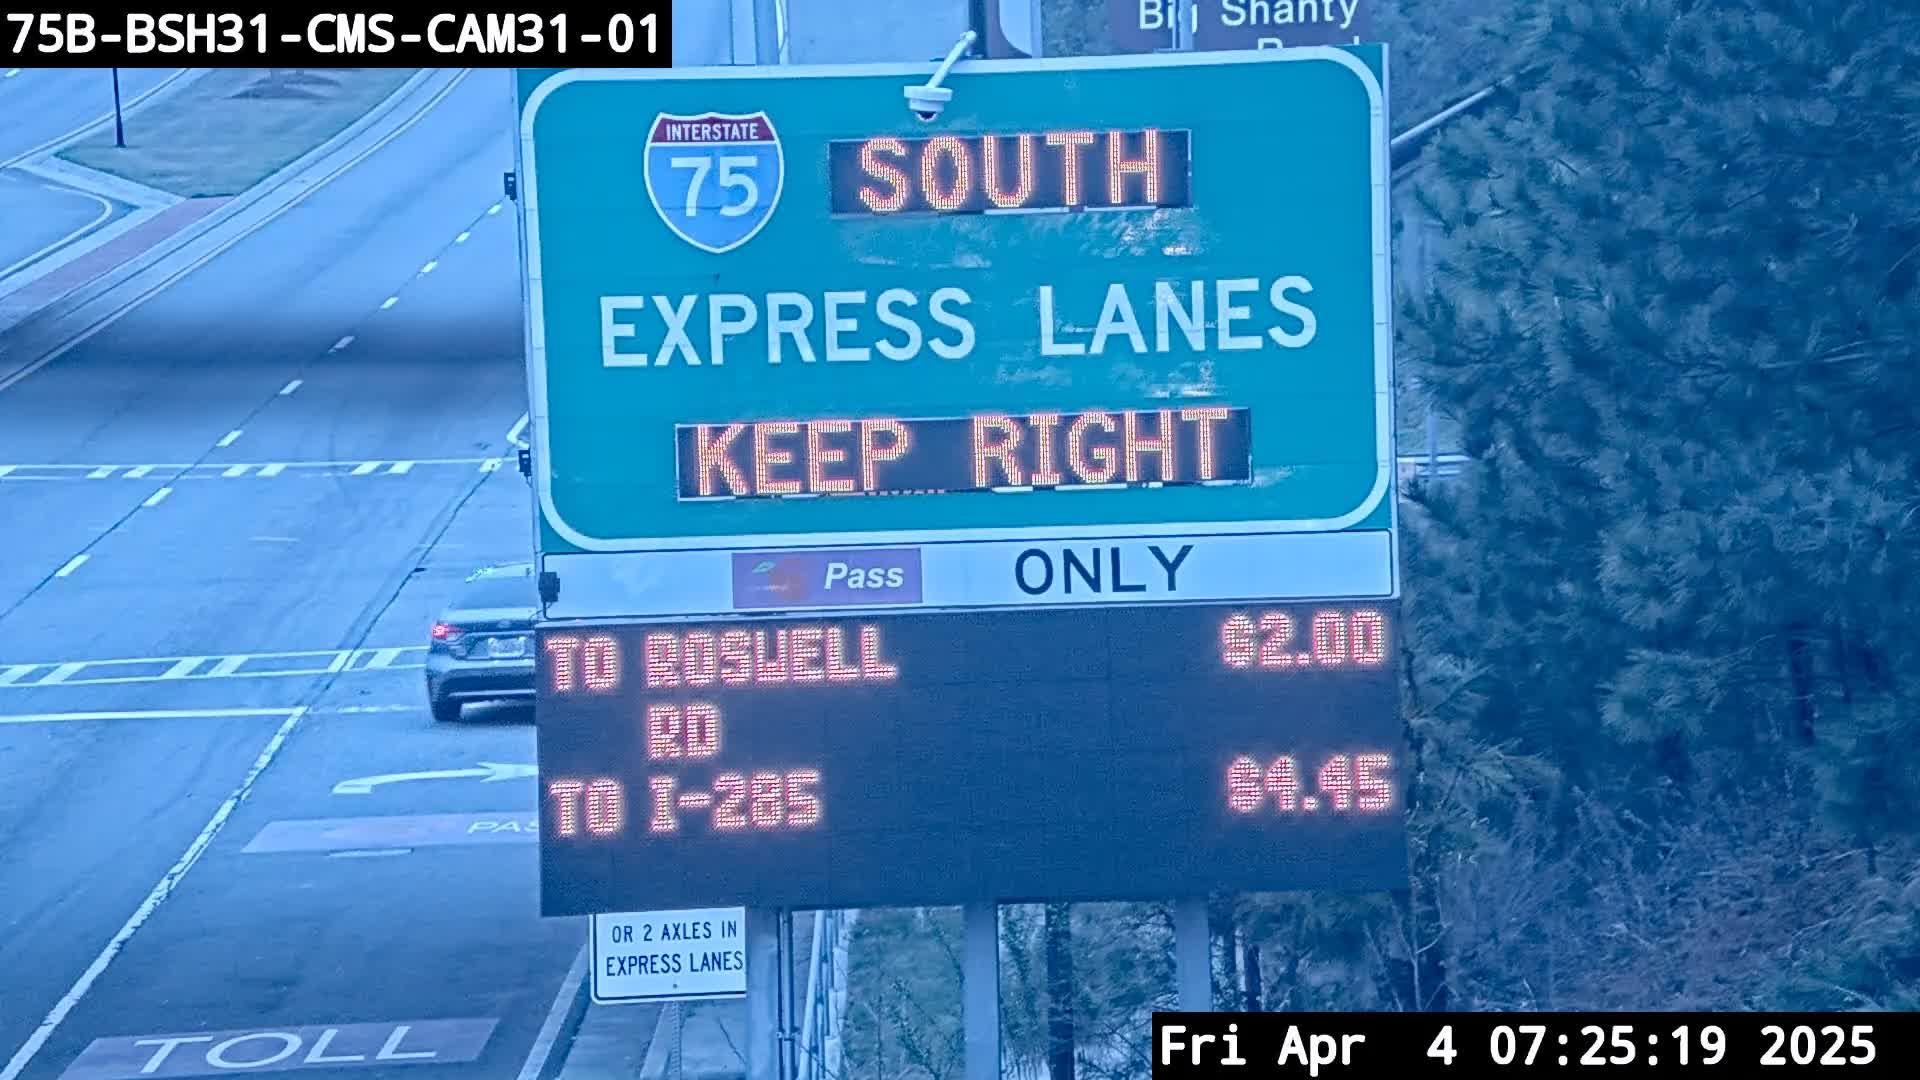 75B-BSH31-CMS-CAM31-01
Big Shanty
INTERSTATE
75
SOUTH
EXPRESS LANES
KEEP RIGHT
Pass ONLY
TO ROSWELL $2.00
RD
TO I-285 $4.45
OR 2 AXLES IN
EXPRESS LANES
TOLL
Fri Apr 4 07:25:19 2025